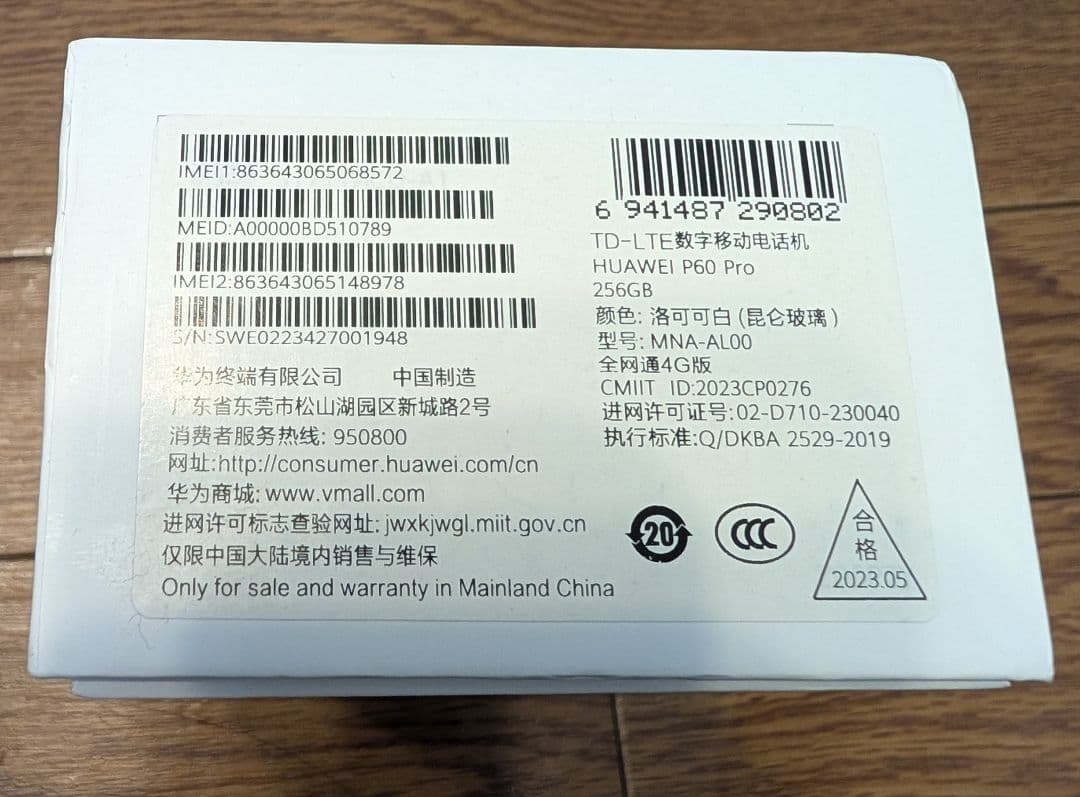 IMEI1:863643065068572
MEID:A00000BD510789
IMEI2:863643065148978
S/N:SWE0223427001948
华为终端有限公司 中国制造
广东省东莞市松山湖园区新城路2号
消费者服务热线: 950800
网址:http://consumer.huawei.com/cn
华为商城: www.vmall.com
进网许可标志查验网址: jwxkjwgl.miit.gov.cn
仅限中国大陆境内销售与维保
Only for sale and warranty in Mainland China
6 941487 290802
TD-LTE数字移动电话机
HUAWEI P60 Pro
256GB
颜色: 洛可可白 (昆仑玻璃)
型号: MNA-AL00
全网通4G版
CMIIT ID:2023CP0276
进网许可证号: 02-D710-230040
执行标准: Q/DKBA 2529-2019
20
CCC
合
格
2023.05